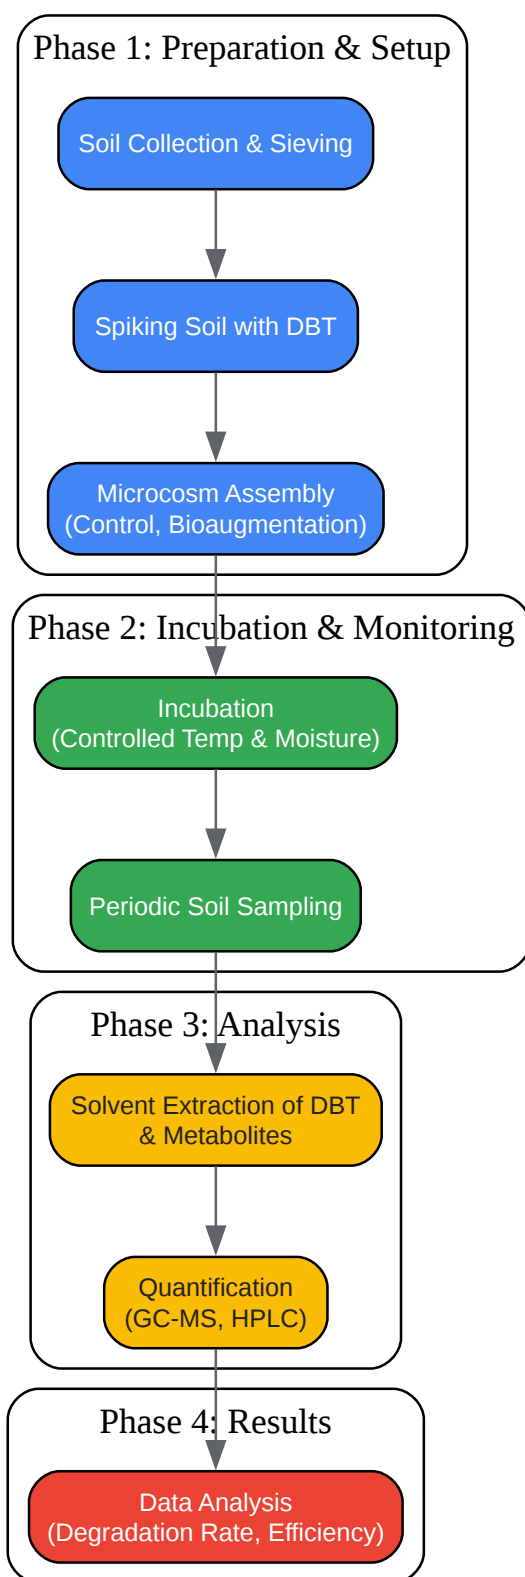 Phase 1: Preparation & Setup
Soil Collection & Sieving
Spiking Soil with DBT
Microcosm Assembly
(Control, Bioaugmentation)
Phase 2: Incubation & Monitoring
Incubation
(Controlled Temp & Moisture)
Periodic Soil Sampling
Phase 3: Analysis
Solvent Extraction of DBT
& Metabolites
Quantification
(GC-MS, HPLC)
Phase 4: Results
Data Analysis
(Degradation Rate, Efficiency)